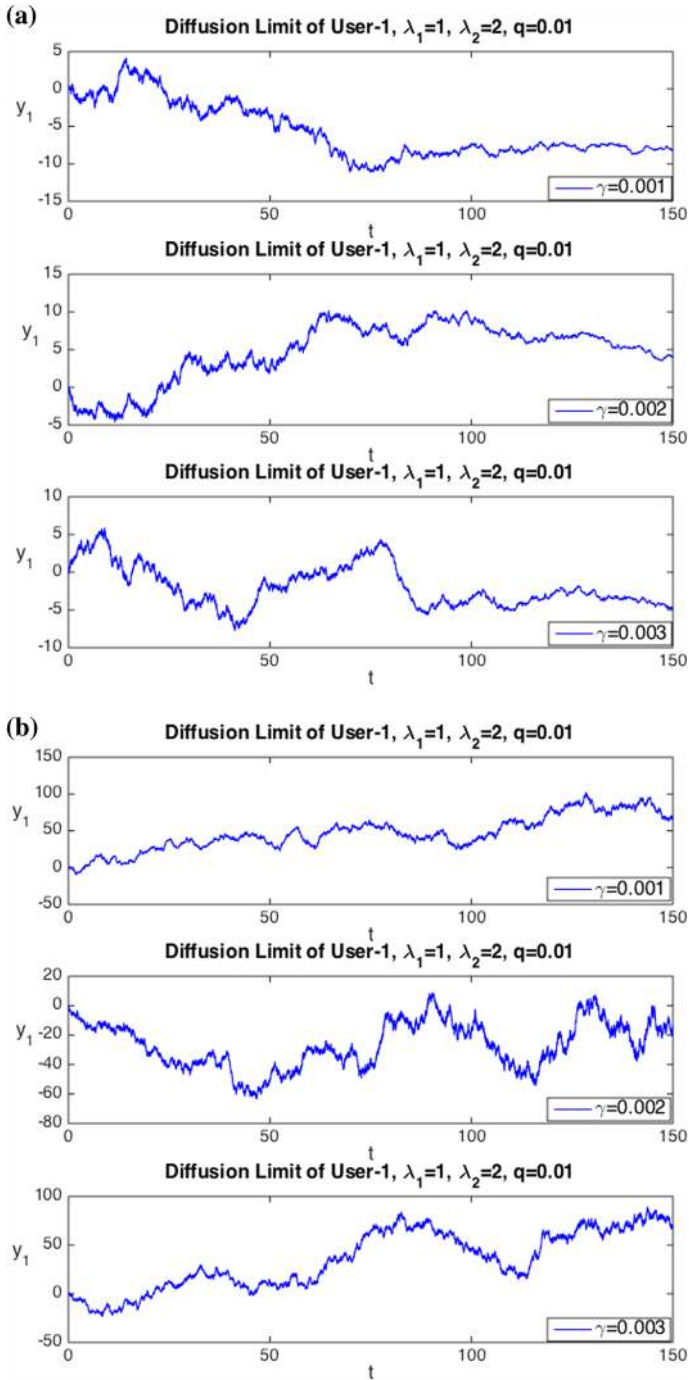 (a)
Diffusion Limit of User-1, λ₁=1, λ₂=2, q=0.01
5
0
-5
-10
-15
y₁
0 50 100 150
t
γ=0.001
Diffusion Limit of User-1, λ₁=1, λ₂=2, q=0.01
15
10
5
0
-5
y₁
0 50 100 150
t
γ=0.002
Diffusion Limit of User-1, λ₁=1, λ₂=2, q=0.01
10
5
0
-5
-10
y₁
0 50 100 150
t
γ=0.003
(b)
Diffusion Limit of User-1, λ₁=1, λ₂=2, q=0.01
150
100
50
0
-50
y₁
0 50 100 150
t
γ=0.001
Diffusion Limit of User-1, λ₁=1, λ₂=2, q=0.01
20
0
-20
-40
-60
-80
y₁
0 50 100 150
t
γ=0.002
Diffusion Limit of User-1, λ₁=1, λ₂=2, q=0.01
100
50
0
-50
y₁
0 50 100 150
t
γ=0.003